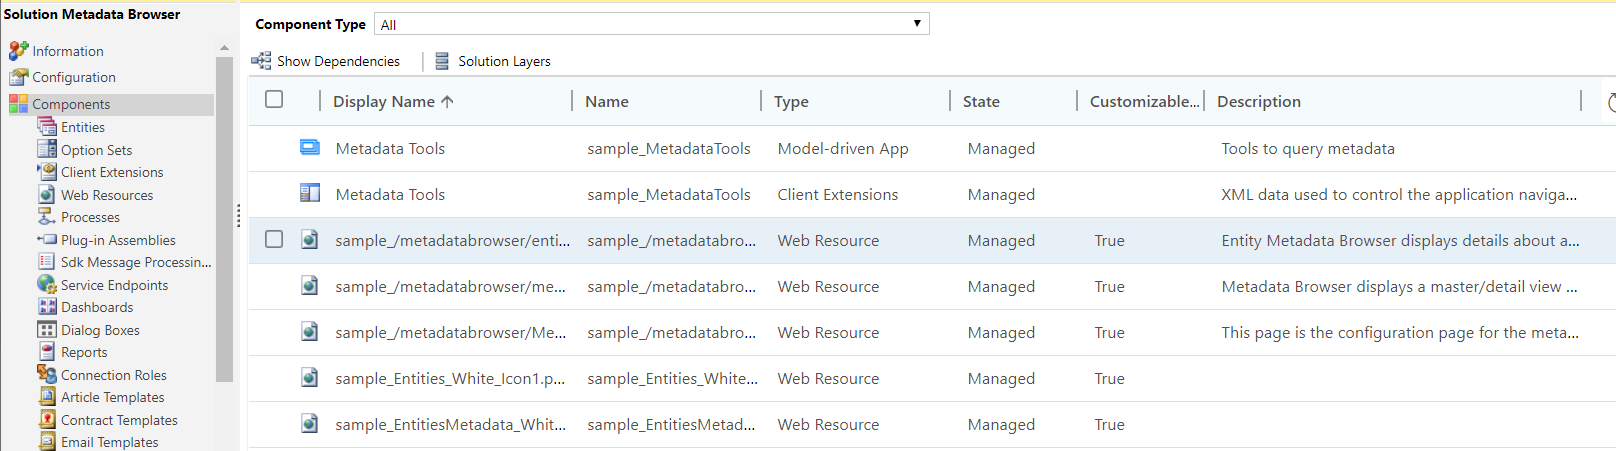 Solution Metadata Browser
Information
Configuration
Components
Entities
Option Sets
Client Extensions
Web Resources
Processes
Plug-in Assemblies
Sdk Message Processin...
Service Endpoints
Dashboards
Dialog Boxes
Reports
Connection Roles
Article Templates
Contract Templates
Email Templates
Component Type All
Show Dependencies Solution Layers
Display Name Name Type State Customizable... Description
Metadata Tools sample_MetadataTools Model-driven App Managed Tools to query metadata
Metadata Tools sample_MetadataTools Client Extensions Managed XML data used to control the application naviga...
sample_/metadatabrowser/enti... sample_/metadatabro... Web Resource Managed True Entity Metadata Browser displays details about a...
sample_/metadatabrowser/me... sample_/metadatabro... Web Resource Managed True Metadata Browser displays a master/detail view ...
sample_/metadatabrowser/Me... sample_/metadatabro... Web Resource Managed True This page is the configuration page for the meta...
sample_Entities_White_Icon1.p... sample_Entities_White... Web Resource Managed True
sample_EntitiesMetadata_Whit... sample_EntitiesMetad... Web Resource Managed True